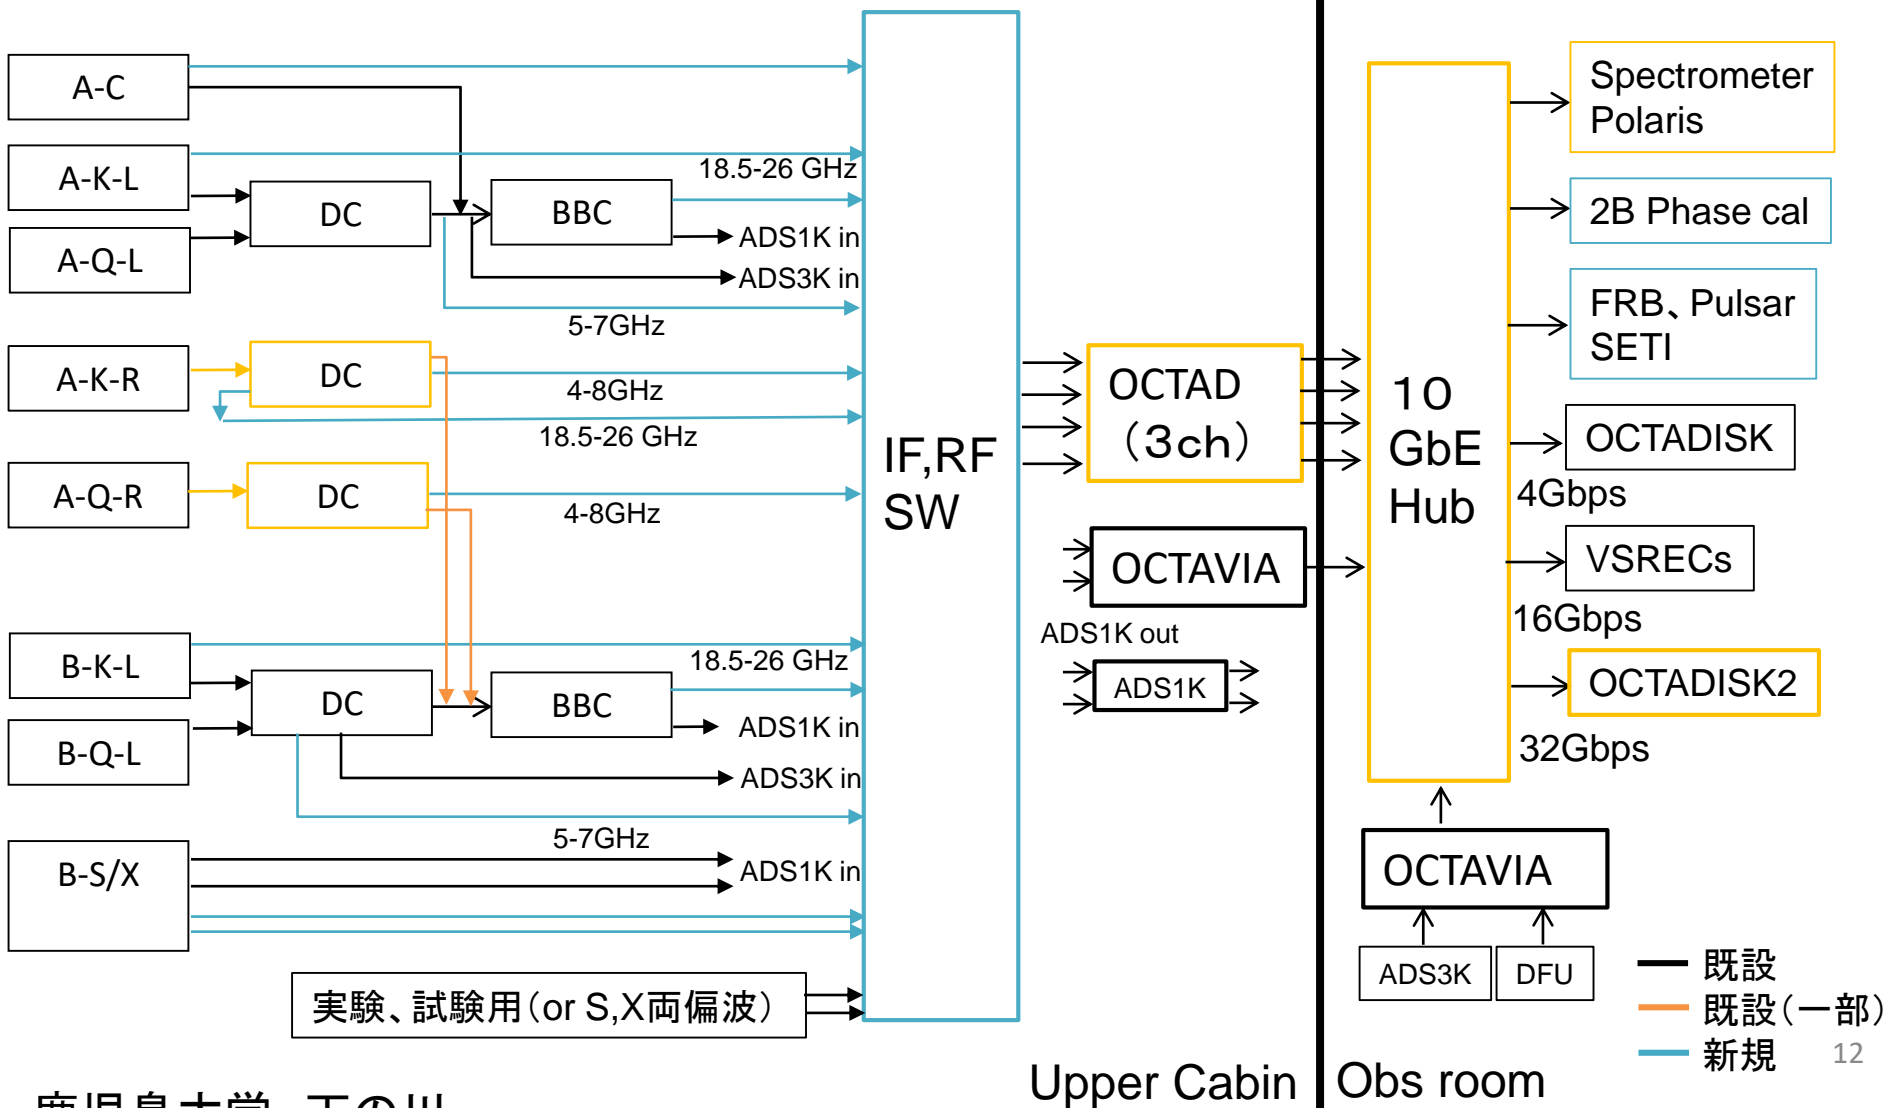 A-C
A-K-L
A-Q-L
DC
BBC
18.5-26 GHz
ADS1K in
ADS3K in
5-7GHz
A-K-R
DC
4-8GHz
18.5-26 GHz
A-Q-R
DC
4-8GHz
B-K-L
B-Q-L
DC
BBC
18.5-26 GHz
ADS1K in
ADS3K in
5-7GHz
B-S/X
ADS1K in
実験、試験用(or S,X両偏波)
IF,RF
SW
OCTAD
(3ch)
OCTAVIA
ADS1K out
ADS1K
10
GbE
Hub
Spectrometer
Polaris
2B Phase cal
FRB、Pulsar
SETI
OCTADISK
4Gbps
VSRECs
16Gbps
OCTADISK2
32Gbps
OCTAVIA
ADS3K
DFU
既設
既設(一部)
新規
12
Upper Cabin
Obs room